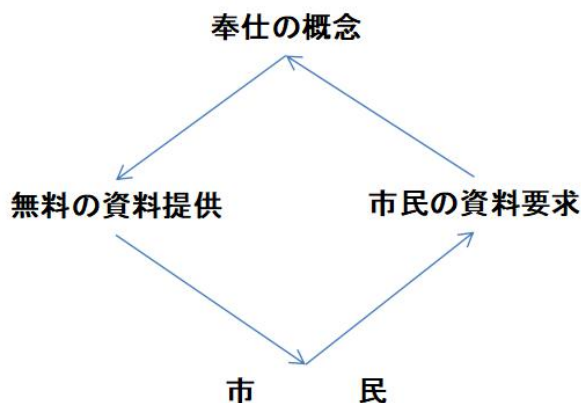 奉仕の概念
無料の資料提供
市民の資料要求
市 民